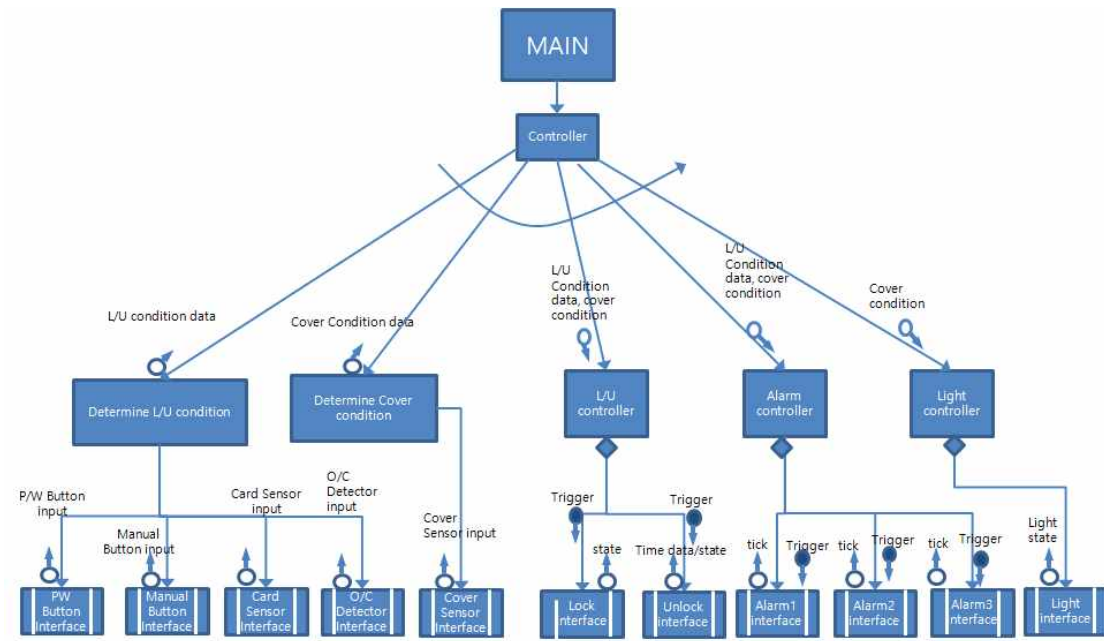 MAIN
Controller
L/U
Condition
data, cover
condition
L/U
Condition
data, cover
condition
Cover
condition
L/U condition data
Cover Condition data
Determine L/U condition
Determine Cover
condition
L/U
controller
Alarm
controller
Light
controller
P/W Button
input
Manual
Button input
Card Sensor
input
O/C
Detector
input
Cover
Sensor input
Trigger
state
Trigger
Time data/state
tick
Trigger
tick
Trigger
tick
Trigger
Light
state
PW
Button
Interface
Manual
Button
Interface
Card
Sensor
Interface
O/C
Detector
Interface
Cover
Sensor
Interface
Lock
interface
Unlock
interface
Alarm1
interface
Alarm2
interface
Alarm3
interface
Light
interface